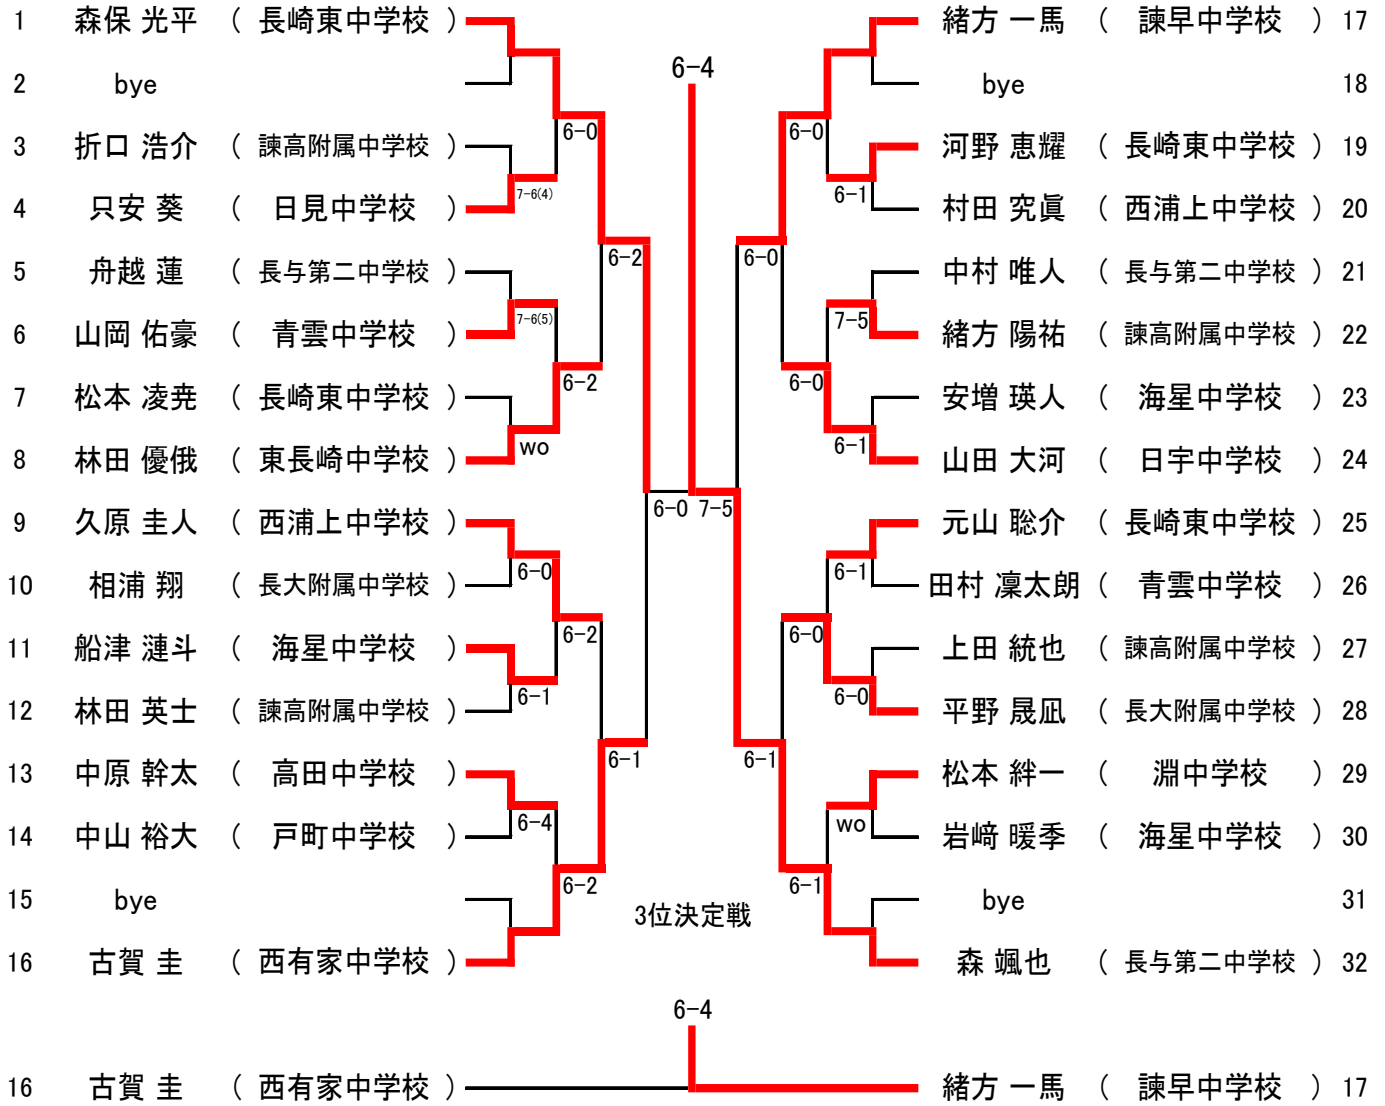 1 森保 光平 ( 長崎東中学校 ) 緒方 一馬 ( 諫早中学校 ) 17
6-4
2 bye bye 18
6-0 6-0
3 折口 浩介 ( 諫高附属中学校 ) 河野 恵耀 ( 長崎東中学校 ) 19
7-6(4) 6-1
4 只安 葵 ( 日見中学校 ) 村田 究眞 ( 西浦上中学校 ) 20
6-2 6-0
5 舟越 蓮 ( 長与第二中学校 ) 中村 唯人 ( 長与第二中学校 ) 21
7-6(5) 7-5
6 山岡 佑豪 ( 青雲中学校 ) 緒方 陽祐 ( 諫高附属中学校 ) 22
6-2 6-0
7 松本 凌尭 ( 長崎東中学校 ) 安増 瑛人 ( 海星中学校 ) 23
wo 6-1
8 林田 優俄 ( 東長崎中学校 ) 山田 大河 ( 日宇中学校 ) 24
6-0 7-5
9 久原 圭人 ( 西浦上中学校 ) 元山 聡介 ( 長崎東中学校 ) 25
6-0 6-1
10 相浦 翔 ( 長大附属中学校 ) 田村 凜太朗 ( 青雲中学校 ) 26
6-2 6-0
11 船津 漣斗 ( 海星中学校 ) 上田 統也 ( 諫高附属中学校 ) 27
6-1 6-0
12 林田 英士 ( 諫高附属中学校 ) 平野 晟凪 ( 長大附属中学校 ) 28
6-1 6-1
13 中原 幹太 ( 高田中学校 ) 松本 絆一 ( 淵中学校 ) 29
6-4 wo
14 中山 裕大 ( 戸町中学校 ) 岩﨑 暖季 ( 海星中学校 ) 30
6-2 6-1
15 bye bye 31
3位決定戦
16 古賀 圭 ( 西有家中学校 ) 森 颯也 ( 長与第二中学校 ) 32
6-4
16 古賀 圭 ( 西有家中学校 ) 緒方 一馬 ( 諫早中学校 ) 17